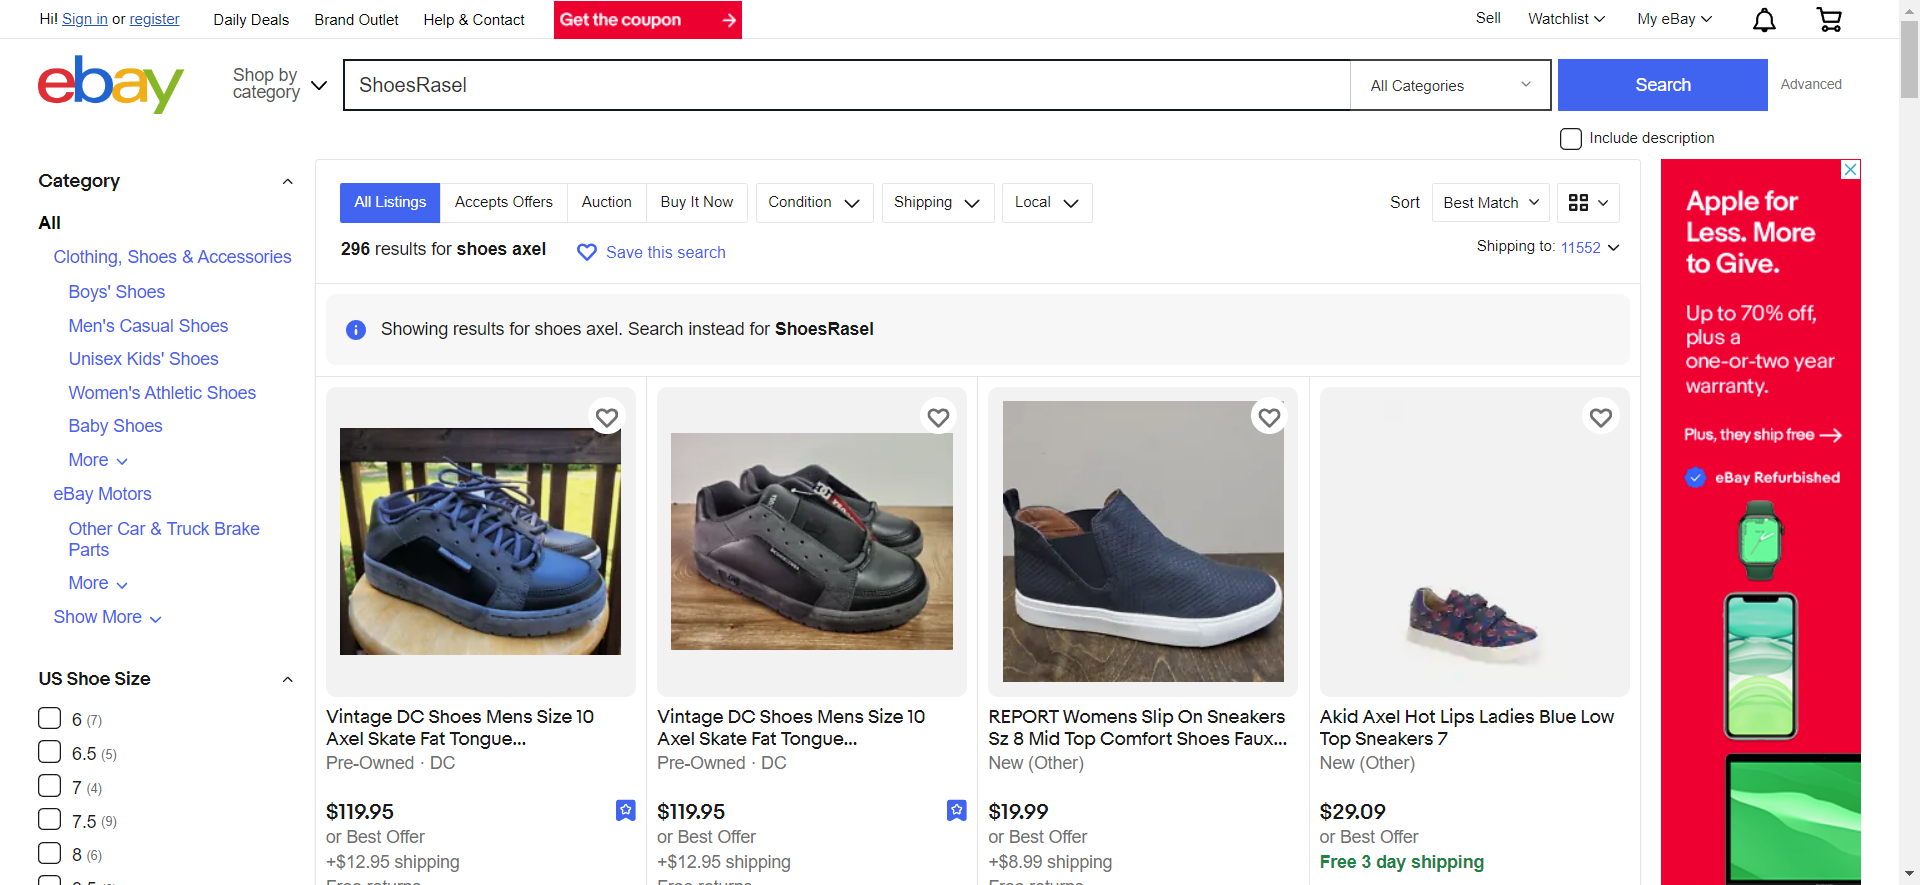 Hi! Sign in or register
Daily Deals
Brand Outlet
Help & Contact
Get the coupon
Sell
Watchlist
My eBay
ebay
Shop by
category
ShoesRasel
All Categories
Search
Advanced
Include description
Category
All
Clothing, Shoes & Accessories
Boys' Shoes
Men's Casual Shoes
Unisex Kids' Shoes
Women's Athletic Shoes
Baby Shoes
More
eBay Motors
Other Car & Truck Brake
Parts
More
Show More
US Shoe Size
6 (7)
6.5 (5)
7 (4)
7.5 (9)
8 (6)
All Listings
Accepts Offers
Auction
Buy It Now
Condition
Shipping
Local
Sort
Best Match
296 results for shoes axel
Save this search
Shipping to: 11552
Showing results for shoes axel. Search instead for ShoesRasel
Vintage DC Shoes Mens Size 10
Axel Skate Fat Tongue...
Pre-Owned · DC
$119.95
or Best Offer
+$12.95 shipping
Free returns
Vintage DC Shoes Mens Size 10
Axel Skate Fat Tongue...
Pre-Owned · DC
$119.95
or Best Offer
+$12.95 shipping
Free returns
REPORT Womens Slip On Sneakers
Sz 8 Mid Top Comfort Shoes Faux...
New (Other)
$19.99
or Best Offer
+$8.99 shipping
Free returns
Akid Axel Hot Lips Ladies Blue Low
Top Sneakers 7
New (Other)
$29.09
or Best Offer
Free 3 day shipping
Apple for
Less. More
to Give.
Up to 70% off,
plus a
one-or-two year
warranty.
Plus, they ship free
eBay Refurbished